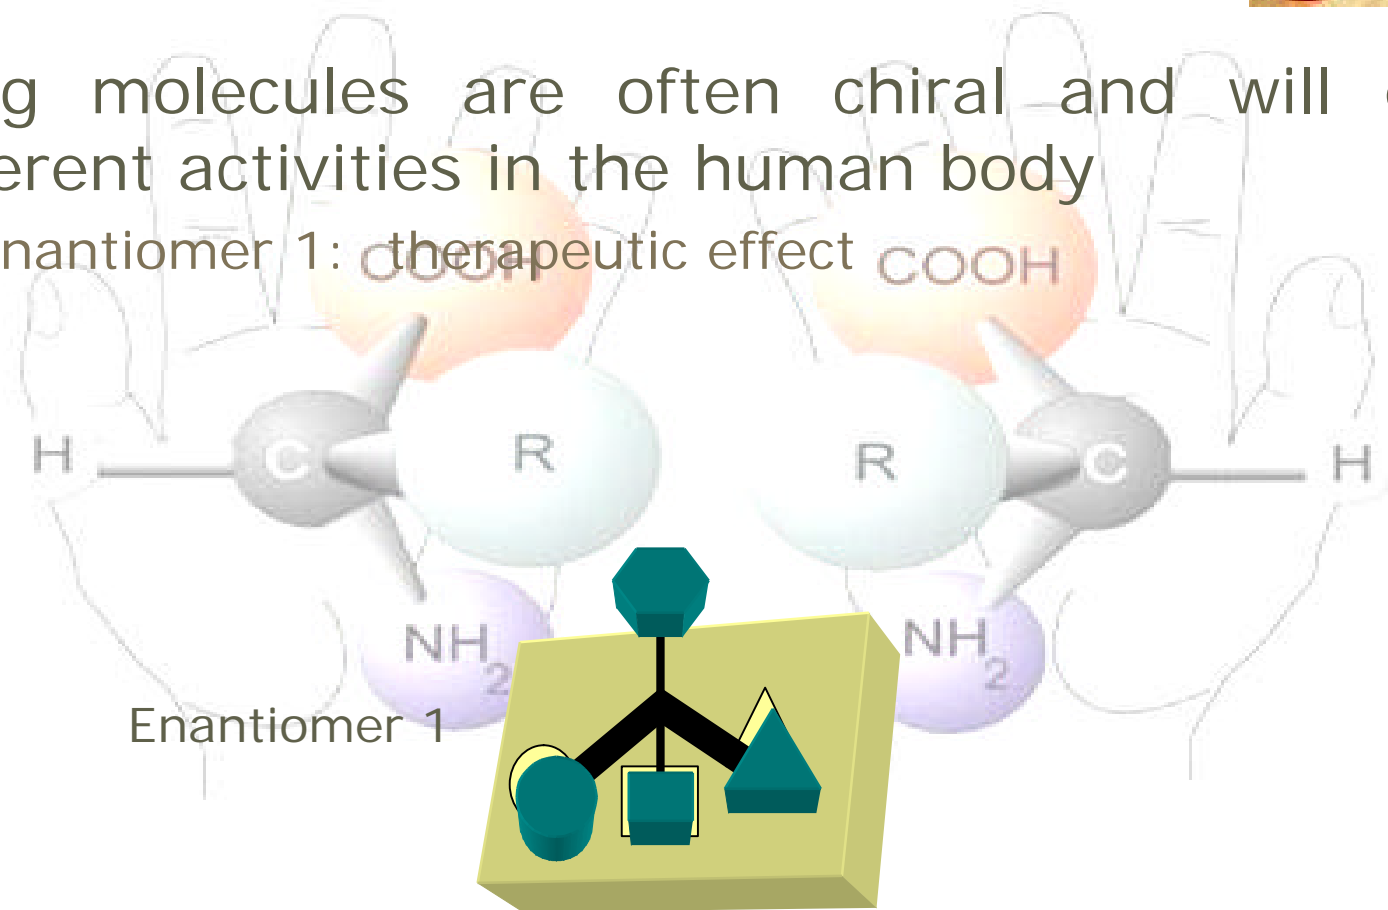 g molecules are often chiral and will
erent activities in the human body
nantiomer 1: therapeutic effect
COOH COOH
H C R R C H
NH2 NH2
Enantiomer 1